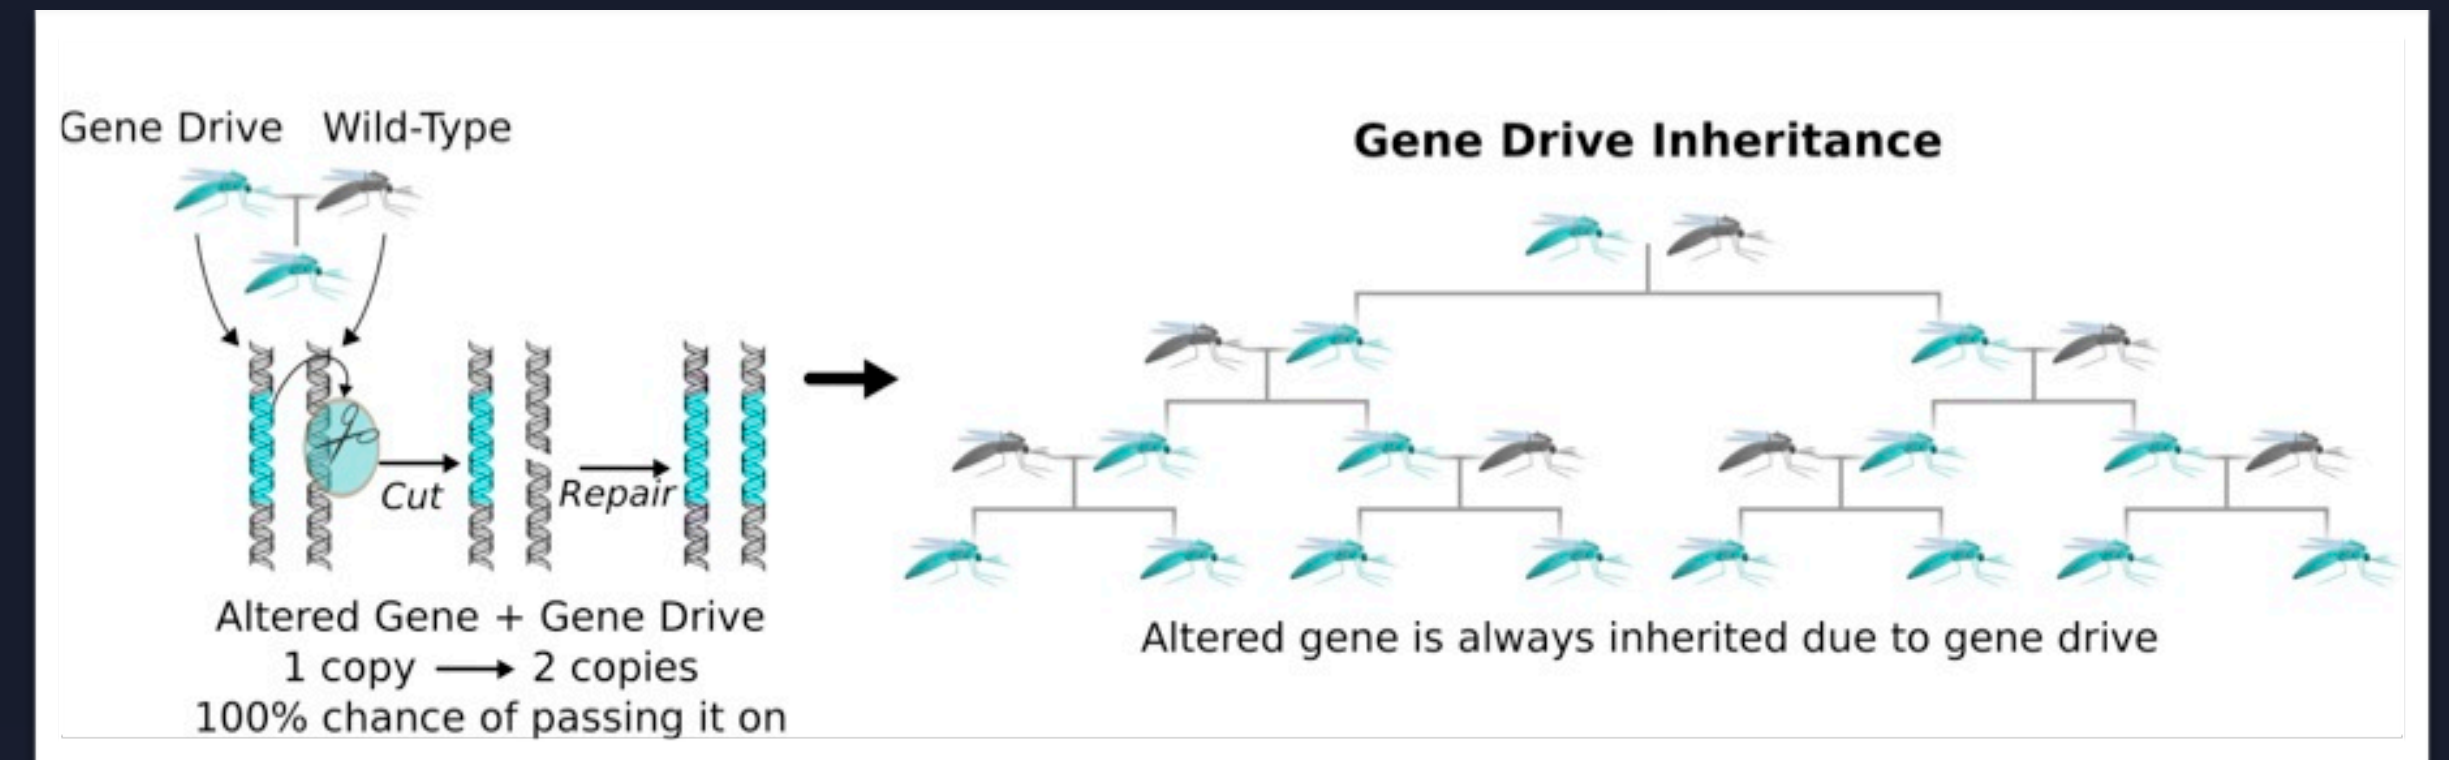 Gene Drive Wild-Type
Cut
Repair
Altered Gene + Gene Drive
1 copy → 2 copies
100% chance of passing it on
Gene Drive Inheritance
Altered gene is always inherited due to gene drive